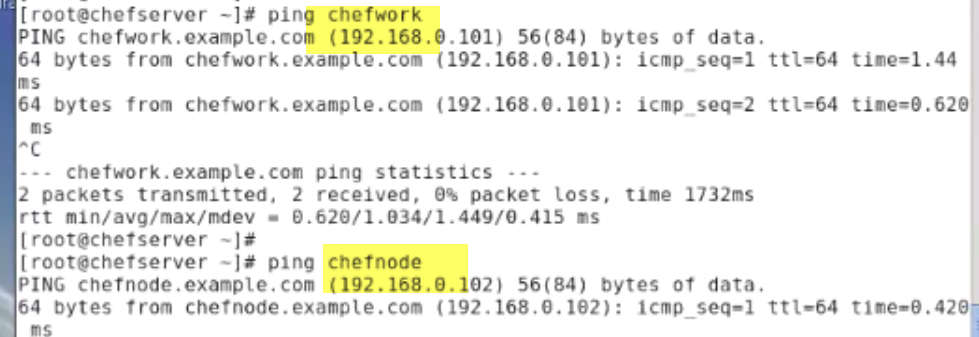 [root@chefserver ~]# ping chefwork
PING chefwork.example.com (192.168.0.101) 56(84) bytes of data.
64 bytes from chefwork.example.com (192.168.0.101): icmp_seq=1 ttl=64 time=1.44
ms
64 bytes from chefwork.example.com (192.168.0.101): icmp_seq=2 ttl=64 time=0.620
 ms
^C
--- chefwork.example.com ping statistics ---
2 packets transmitted, 2 received, 0% packet loss, time 1732ms
rtt min/avg/max/mdev = 0.620/1.034/1.449/0.415 ms
[root@chefserver ~]#
[root@chefserver ~]# ping chefnode
PING chefnode.example.com (192.168.0.102) 56(84) bytes of data.
64 bytes from chefnode.example.com (192.168.0.102): icmp_seq=1 ttl=64 time=0.420
 ms